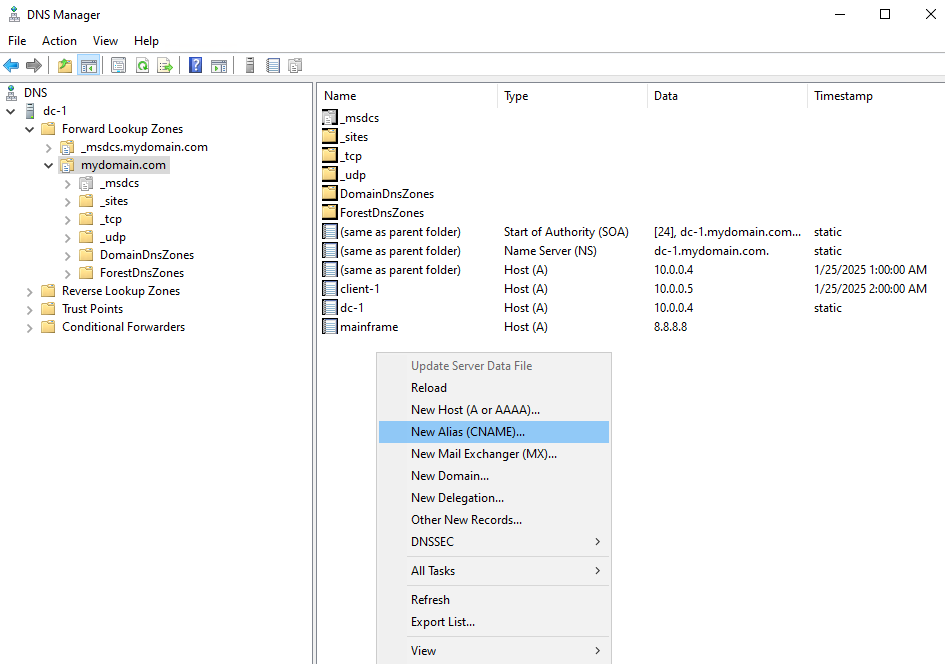 DNS Manager
File Action View Help
DNS
dc-1
Forward Lookup Zones
_msdcs.mydomain.com
mydomain.com
_msdcs
_sites
_tcp
_udp
DomainDnsZones
ForestDnsZones
Reverse Lookup Zones
Trust Points
Conditional Forwarders
Name Type Data Timestamp
_msdcs
_sites
_tcp
_udp
DomainDnsZones
ForestDnsZones
(same as parent folder) Start of Authority (SOA) [24], dc-1.mydomain.com... static
(same as parent folder) Name Server (NS) dc-1.mydomain.com. static
(same as parent folder) Host (A) 10.0.0.4 1/25/2025 1:00:00 AM
client-1 Host (A) 10.0.0.5 1/25/2025 2:00:00 AM
dc-1 Host (A) 10.0.0.4 static
mainframe Host (A) 8.8.8.8
Update Server Data File
Reload
New Host (A or AAAA)...
New Alias (CNAME)...
New Mail Exchanger (MX)...
New Domain...
New Delegation...
Other New Records...
DNSSEC
All Tasks
Refresh
Export List...
View